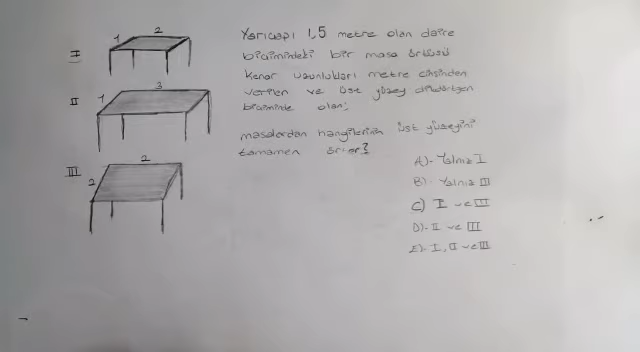 I
1
2
Yarıçapı 1,5 metre olan daire
biçimindeki bir masa örtüsü
kenar uzunlukları metre cinsinden
verilen ve üst yüzey dikdörtgen
biçiminde olan;
II
1
3
masalardan hangilerinin üst yüzeyini
tamamen örter?
III
2
2
A)- Yalnız I
B)- Yalnız III
C) I ve III
D)- II ve III
E)- I, II ve III